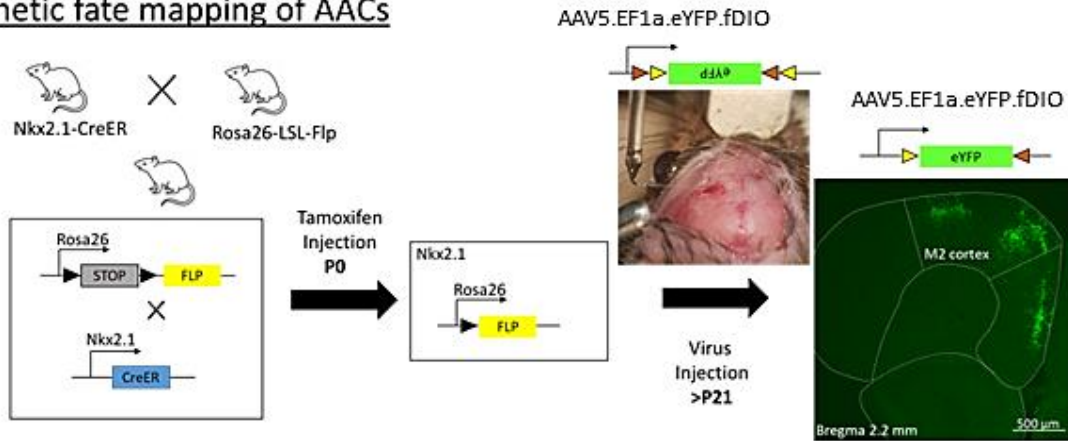 netic fate mapping of AACs
Nkx2.1-CreER
Rosa26-LSL-Flp
Rosa26
STOP
FLP
Nkx2.1
CreER
Tamoxifen
Injection
P0
Nkx2.1
Rosa26
FLP
AAV5.EF1a.eYFP.fDIO
eYFP
Virus
Injection
>P21
AAV5.EF1a.eYFP.fDIO
eYFP
M2 cortex
Bregma 2.2 mm
500 µm